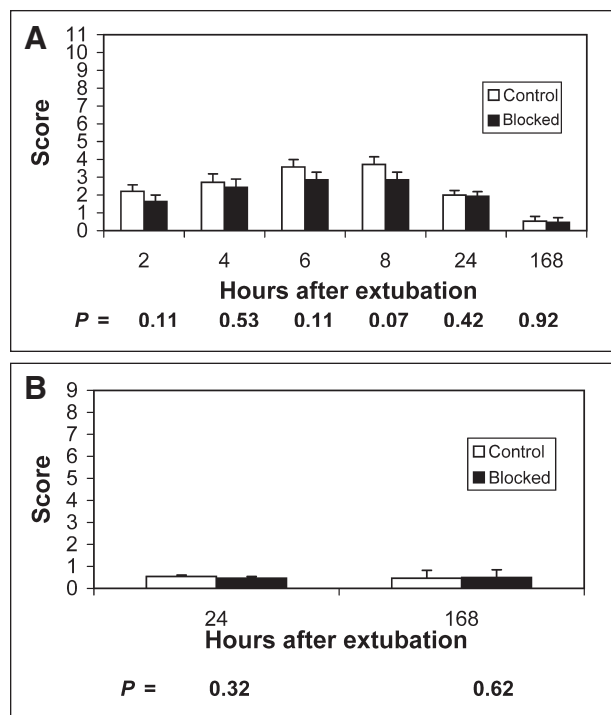 A
Score
11
10
9
8
7
6
5
4
3
2
1
0
Control
Blocked
2 4 6 8 24 168
Hours after extubation
P = 0.11 0.53 0.11 0.07 0.42 0.92
B
Score
9
8
7
6
5
4
3
2
1
0
Control
Blocked
24 168
Hours after extubation
P = 0.32 0.62